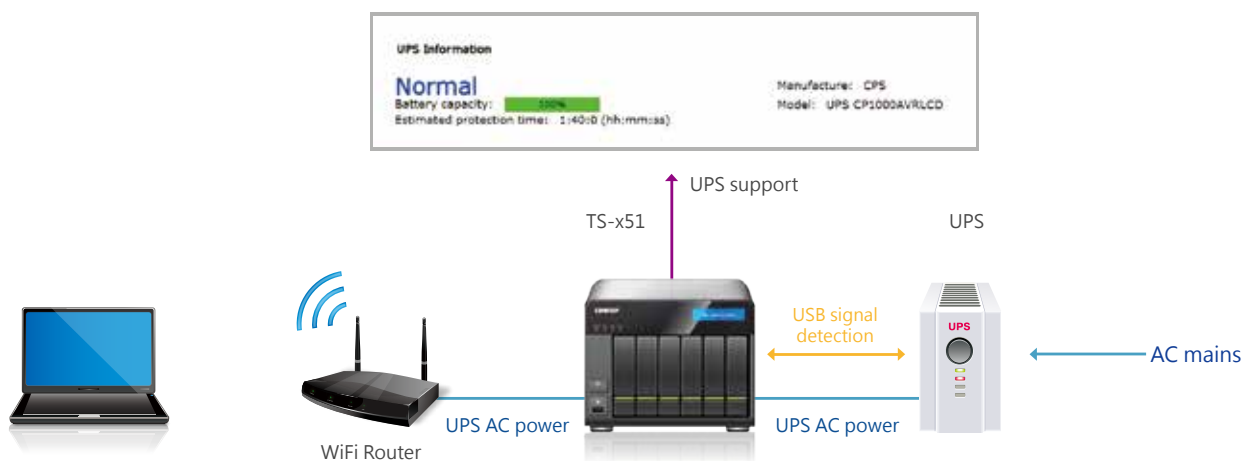 UPS Information
Normal
Battery capacity: 100%
Estimated protection time: 1:40:0 (hh:mm:ss)
Manufacture: CPS
Model: UPS CP1000AVRLCD
UPS support
TS-x51
UPS
USB signal
detection
UPS
AC mains
UPS AC power
UPS AC power
WiFi Router